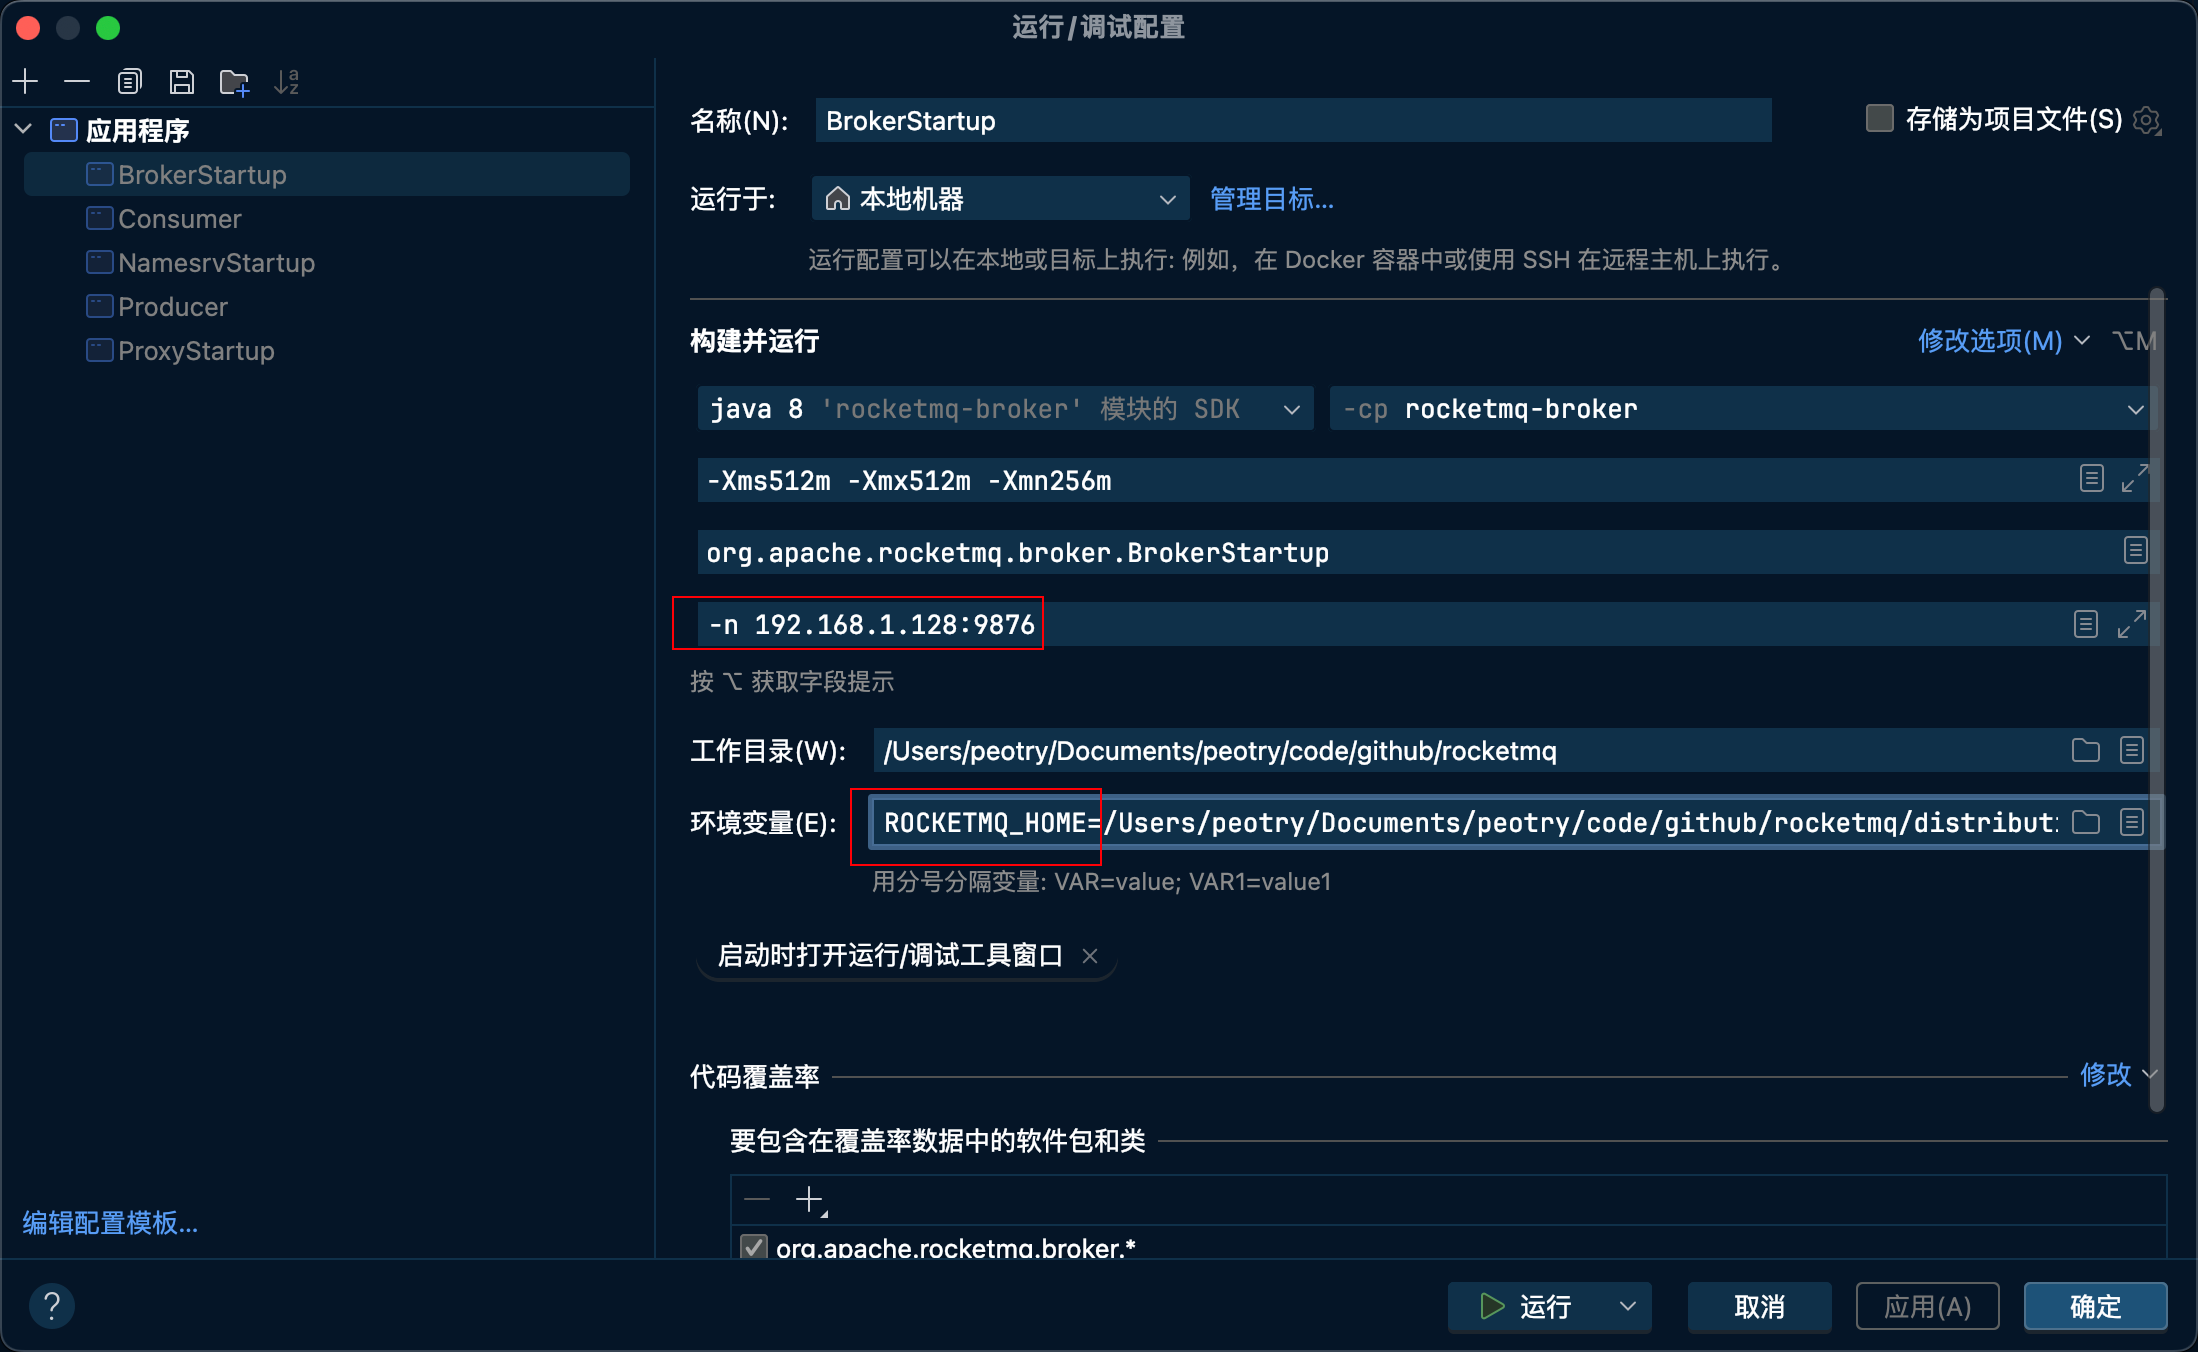 运行/调试配置
应用程序
BrokerStartup
Consumer
NamesrvStartup
Producer
ProxyStartup
编辑配置模板...
名称(N): BrokerStartup 存储为项目文件(S)
运行于: 本地机器 管理目标...
运行配置可以在本地或目标上执行: 例如，在 Docker 容器中或使用 SSH 在远程主机上执行。
构建并运行 修改选项(M) ⌥M
java 8 'rocketmq-broker' 模块的 SDK -cp rocketmq-broker
-Xms512m -Xmx512m -Xmn256m
org.apache.rocketmq.broker.BrokerStartup
-n 192.168.1.128:9876
按 ⌥ 获取字段提示
工作目录(W): /Users/peotry/Documents/peotry/code/github/rocketmq
环境变量(E): ROCKETMQ_HOME=/Users/peotry/Documents/peotry/code/github/rocketmq/distribut
用分号分隔变量: VAR=value; VAR1=value1
启动时打开运行/调试工具窗口
代码覆盖率 修改
要包含在覆盖率数据中的软件包和类
org.apache.rocketmq.broker.*
? 运行 取消 应用(A) 确定